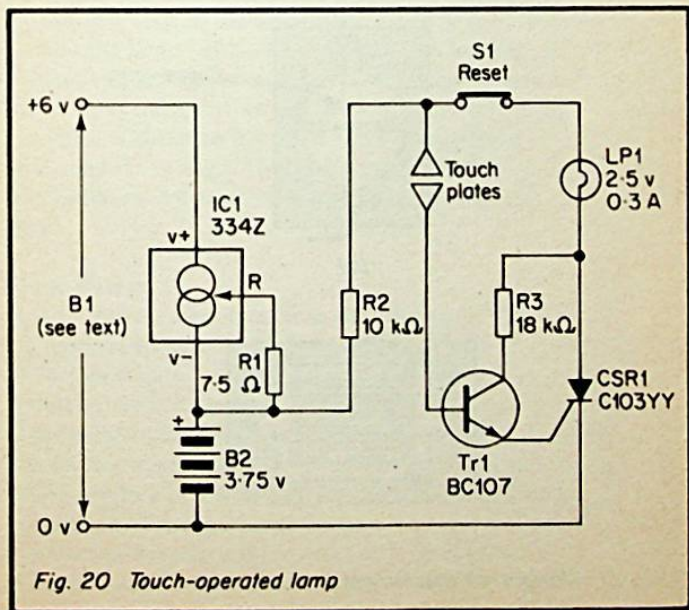 S1
Reset
+6 v
LP1
2·5 v
0·3 A
Touch
plates
IC1
334Z
v+
R
B1
(see text)
R2
10 kΩ
R3
18 kΩ
v-
R1
7·5 Ω
CSR1
C103YY
+
B2
3·75 v
Tr1
BC107
0 v
Fig. 20 Touch-operated lamp